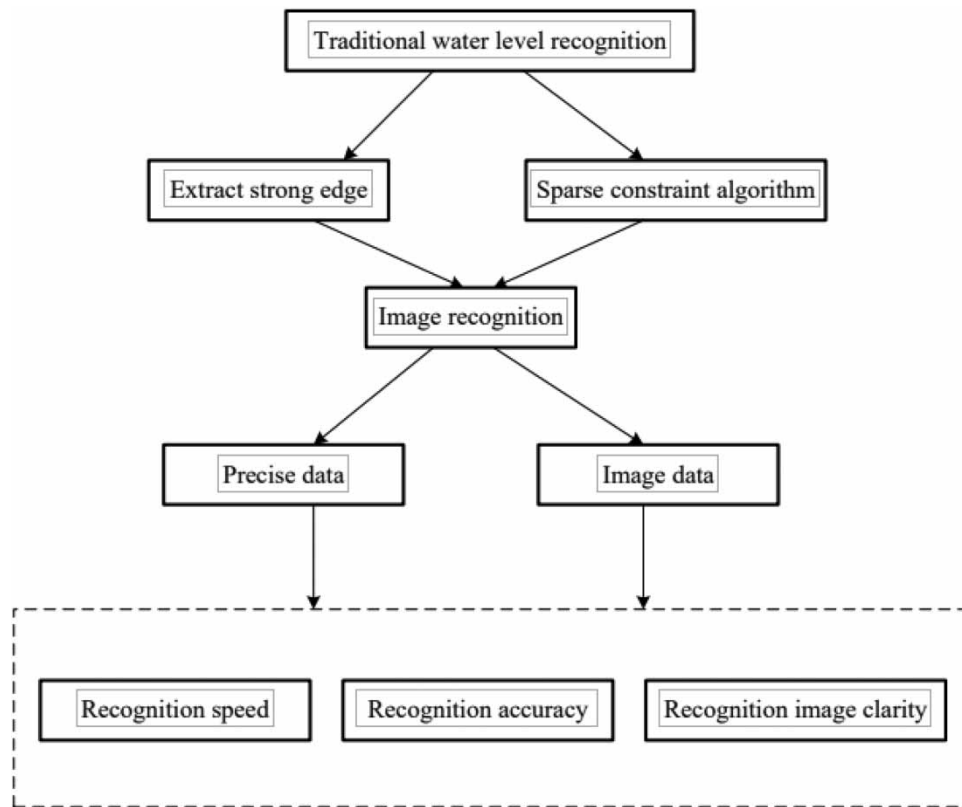 Traditional water level recognition
Extract strong edge
Sparse constraint algorithm
Image recognition
Precise data
Image data
Recognition speed
Recognition accuracy
Recognition image clarity